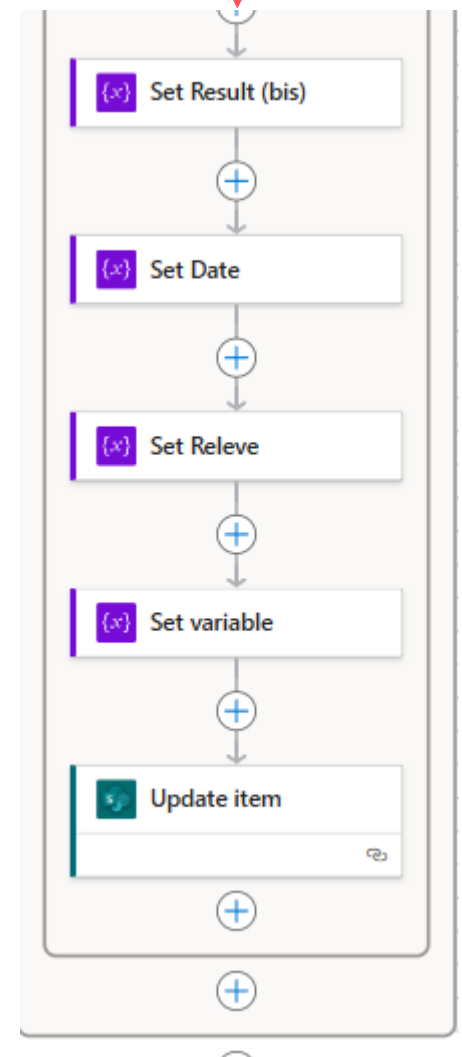 {x} Set Result (bis)
{x} Set Date
{x} Set Releve
{x} Set variable
Update item